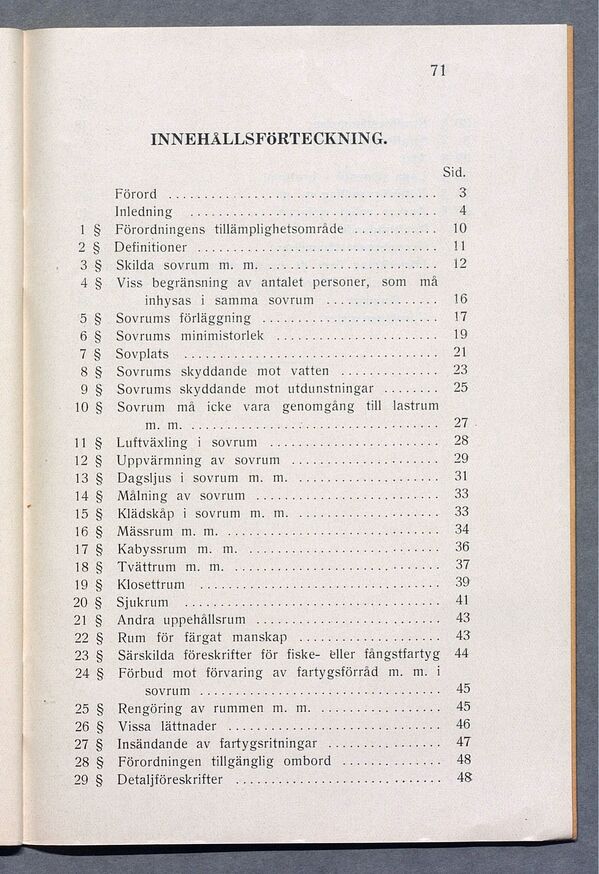 71
INNEHÅLLSFÖRTECKNING.
Sid.
Förord ........................................ 3
Inledning ..................................... 4
1 § Förordningens tillämplighetsområde ............ 10
2 § Definitioner .................................. 11
3 § Skilda sovrum m. m. ........................... 12
4 § Viss begränsning av antalet personer, som må
inhysas i samma sovrum ................ 16
5 § Sovrums förläggning ........................... 17
6 § Sovrums minimistorlek ......................... 19
7 § Sovplats ...................................... 21
8 § Sovrums skyddande mot vatten .............. 23
9 § Sovrums skyddande mot utdunstningar ........ 25
10 § Sovrum må icke vara genomgång till lastrum
m. m. ..................................... 27
11 § Luftväxling i sovrum .......................... 28
12 § Uppvärmning av sovrum ...................... 29
13 § Dagsljus i sovrum m. m. ...................... 31
14 § Målning av sovrum ............................ 33
15 § Klädskåp i sovrum m. m. ...................... 33
16 § Mässrum m. m. ................................ 34
17 § Kabyssrum m. m. .............................. 36
18 § Tvättrum m. m. ............................... 37
19 § Klosettrum .................................... 39
20 § Sjukrum ....................................... 41
21 § Andra uppehållsrum ............................ 43
22 § Rum för färgat manskap ...................... 43
23 § Särskilda föreskrifter för fiske- eller fångstfartyg 44
24 § Förbud mot förvaring av fartygsförråd m. m. i
sovrum .................................... 45
25 § Rengöring av rummen m. m. .................. 45
26 § Vissa lättnader ................................ 46
27 § Insändande av fartygsritningar ................ 47
28 § Förordningen tillgänglig ombord .............. 48
29 § Detaljföreskrifter .............................. 48